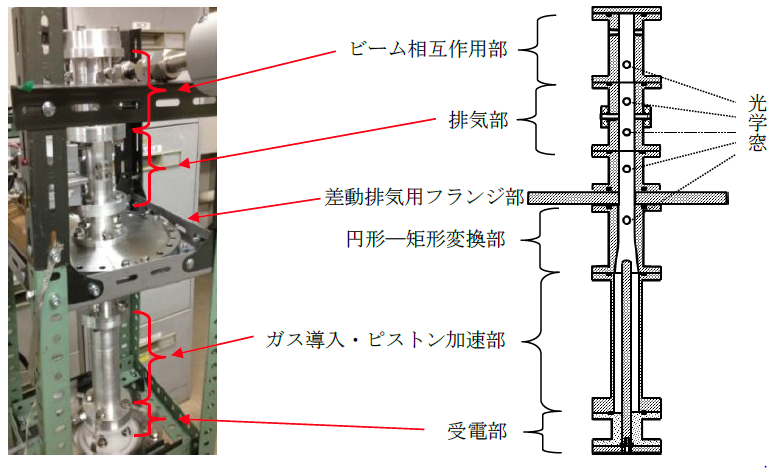 ビーム相互作用部
排気部
差動排気用フランジ部
円形―矩形変換部
ガス導入・ピストン加速部
受電部
光学窓